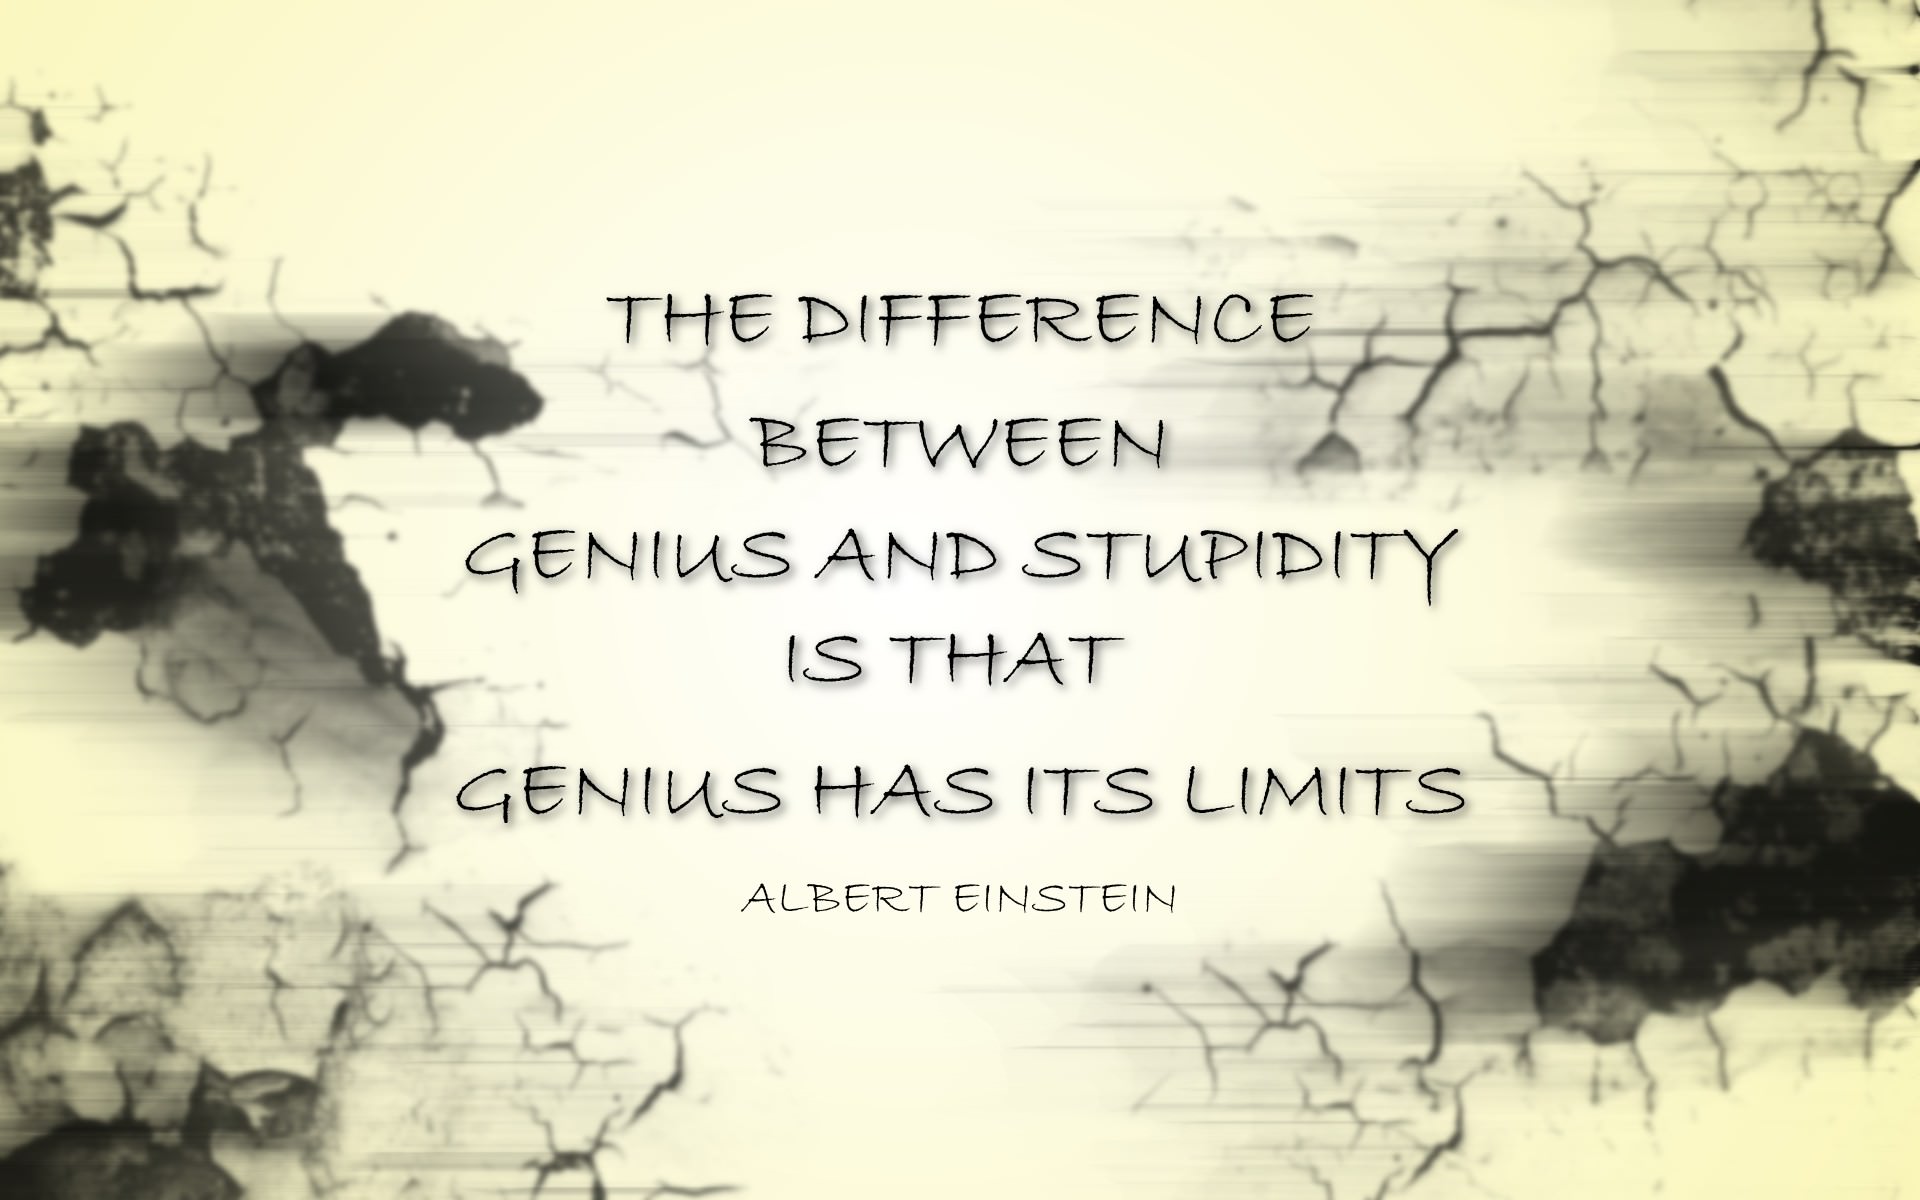 THE DIFFERENCE
BETWEEN
GENIUS AND STUPIDITY
IS THAT
GENIUS HAS ITS LIMITS
ALBERT EINSTEIN